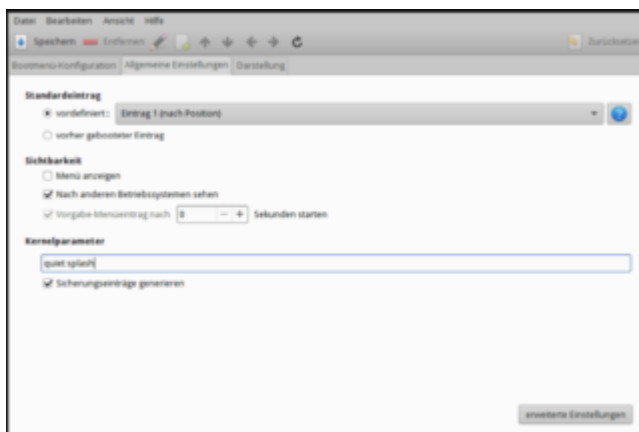 Datei Bearbeiten Ansicht Hilfe
Speichern Entfernen Zurücksetzen
Bootmenü-Konfiguration Allgemeine Einstellungen Darstellung
Standardeintrag
vordefiniert: Eintrag 1 (nach Position)
vorher gebooteter Eintrag
Sichtbarkeit
Menü anzeigen
Nach anderen Betriebssystemen sehen
Vorgabe-Menüeintrag nach 0 Sekunden starten
Kernelparameter
quiet splash
Sicherungseinträge generieren
erweiterte Einstellungen